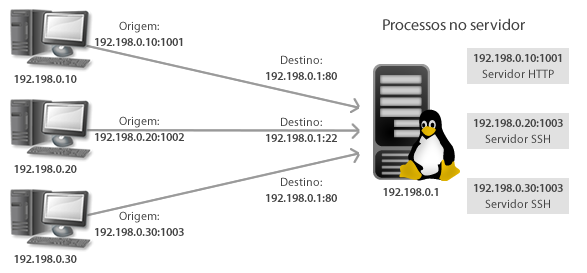 Processos no servidor
Origem:
192.198.0.10:1001
192.198.0.10
Destino:
192.198.0.1:80
192.198.0.10:1001
Servidor HTTP
Origem:
192.198.0.20:1002
192.198.0.20
Destino:
192.198.0.1:22
192.198.0.20:1003
Servidor SSH
192.198.0.1
Destino:
192.198.0.1:80
192.198.0.30:1003
Servidor SSH
Origem:
192.198.0.30:1003
192.198.0.30